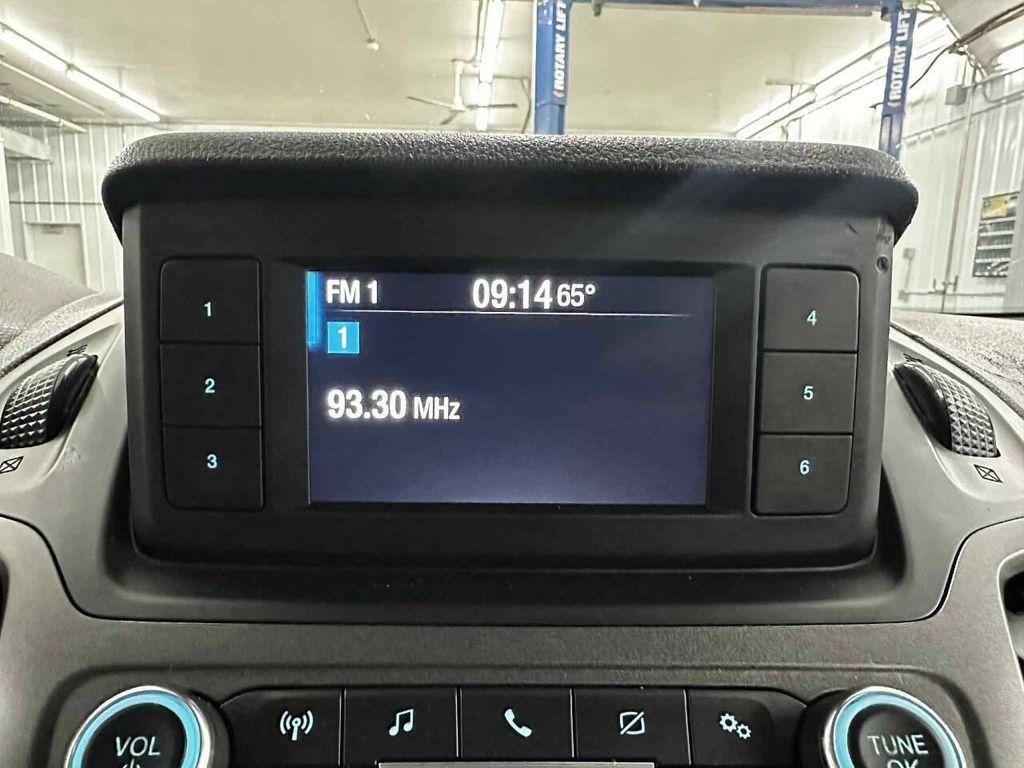 ROTARY LIFT
ROTARY LIFT
FM 1 09:14 65°
1
93.30 MHz
1
2
3
4
5
6
VOL
TUNE
OK